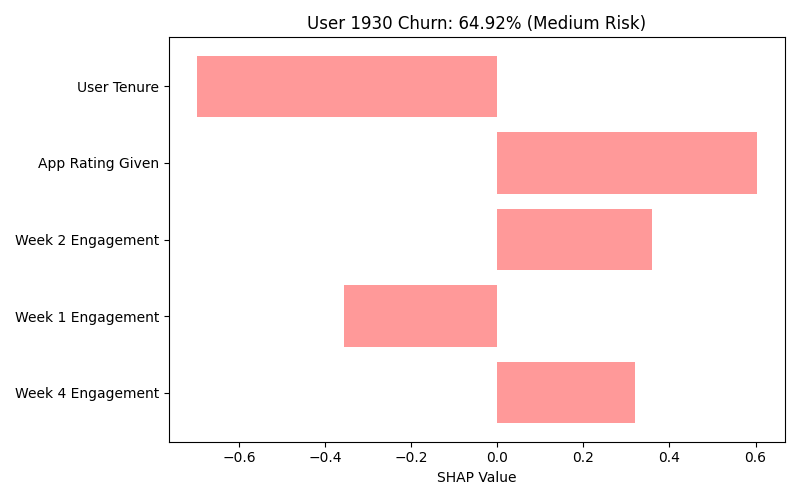 User 1930 Churn: 64.92% (Medium Risk)
User Tenure
App Rating Given
Week 2 Engagement
Week 1 Engagement
Week 4 Engagement
−0.6 −0.4 −0.2 0.0 0.2 0.4 0.6
SHAP Value